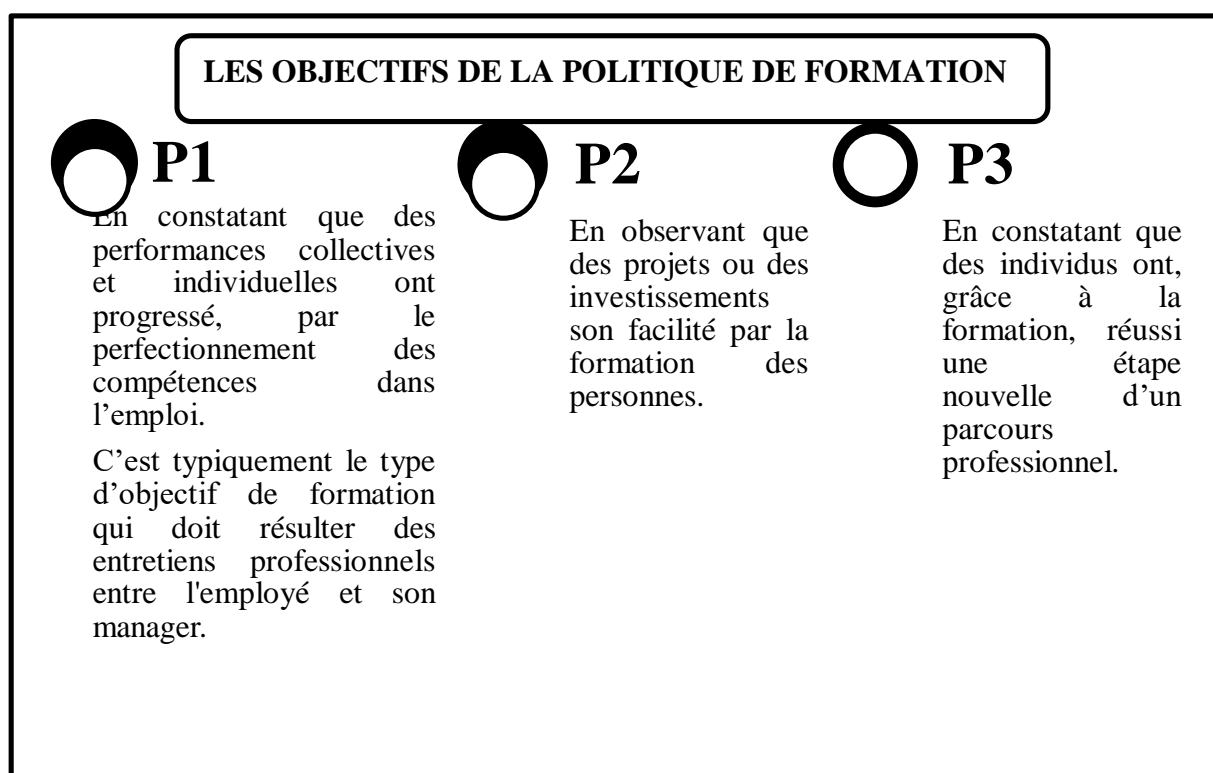 LES OBJECTIFS DE LA POLITIQUE DE FORMATION
P1
En constatant que des
performances collectives
et individuelles ont
progressé, par le
perfectionnement des
compétences dans
l’emploi.
C’est typiquement le type
d’objectif de formation
qui doit résulter des
entretiens professionnels
entre l'employé et son
manager.
P2
En observant que
des projets ou des
investissements
son facilité par la
formation des
personnes.
P3
En constatant que
des individus ont,
grâce à la
formation, réussi
une étape
nouvelle d’un
parcours
professionnel.